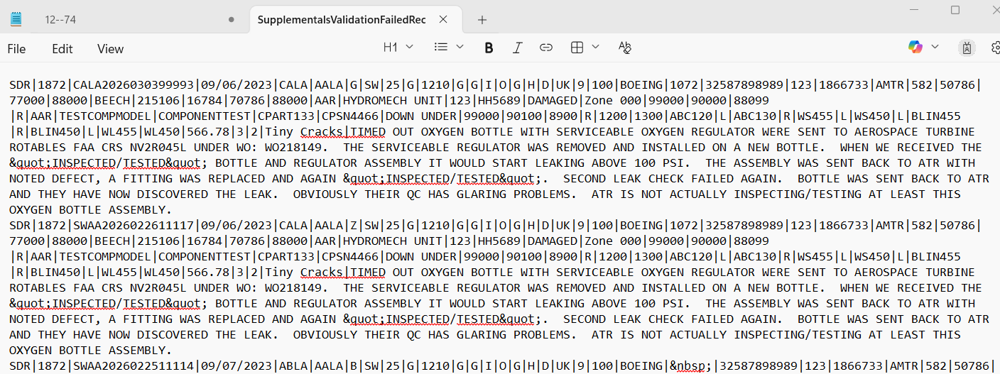 12--74
SupplementalsValidationFailedRec
File Edit View
H1
SDR|1872|CALA2026030399993|09/06/2023|CALA|AALA|G|SW|25|G|1210|G|G|I|O|G|H|D|UK|9|100|BOEING|1072|32587898989|123|1866733|AMTR|582|50786|
77000|88000|BEECH|215106|16784|70786|88000|AAR|HYDROMECH UNIT|123|HH5689|DAMAGED|Zone 000|99000|90000|88099
|R|AAR|TESTCOMPMODEL|COMPONENTTEST|CPART133|CPSN4466|DOWN UNDER|99000|90100|8900|R|1200|1300|ABC120|L|ABC130|R|WS455|L|WS450|L|BLIN455
|R|BLIN450|L|WL455|WL450|566.78|3|2|Tiny Cracks|TIMED OUT OXYGEN BOTTLE WITH SERVICEABLE OXYGEN REGULATOR WERE SENT TO AEROSPACE TURBINE
ROTABLES FAA CRS NV2R045L UNDER WO: WO218149.  THE SERVICEABLE REGULATOR WAS REMOVED AND INSTALLED ON A NEW BOTTLE.  WHEN WE RECEIVED THE
&quot;INSPECTED/TESTED&quot; BOTTLE AND REGULATOR ASSEMBLY IT WOULD START LEAKING ABOVE 100 PSI.  THE ASSEMBLY WAS SENT BACK TO ATR WITH
NOTED DEFECT, A FITTING WAS REPLACED AND AGAIN &quot;INSPECTED/TESTED&quot;.  SECOND LEAK CHECK FAILED AGAIN.  BOTTLE WAS SENT BACK TO ATR
AND THEY HAVE NOW DISCOVERED THE LEAK.  OBVIOUSLY THEIR QC HAS GLARING PROBLEMS.  ATR IS NOT ACTUALLY INSPECTING/TESTING AT LEAST THIS
OXYGEN BOTTLE ASSEMBLY.
SDR|1872|SWAA2026022611117|09/06/2023|CALA|AALA|Z|SW|25|G|1210|G|G|I|O|G|H|D|UK|9|100|BOEING|1072|32587898989|123|1866733|AMTR|582|50786|
77000|88000|BEECH|215106|16784|70786|88000|AAR|HYDROMECH UNIT|123|HH5689|DAMAGED|Zone 000|99000|90000|88099
|R|AAR|TESTCOMPMODEL|COMPONENTTEST|CPART133|CPSN4466|DOWN UNDER|99000|90100|8900|R|1200|1300|ABC120|L|ABC130|R|WS455|L|WS450|L|BLIN455
|R|BLIN450|L|WL455|WL450|566.78|3|2|Tiny Cracks|TIMED OUT OXYGEN BOTTLE WITH SERVICEABLE OXYGEN REGULATOR WERE SENT TO AEROSPACE TURBINE
ROTABLES FAA CRS NV2R045L UNDER WO: WO218149.  THE SERVICEABLE REGULATOR WAS REMOVED AND INSTALLED ON A NEW BOTTLE.  WHEN WE RECEIVED THE
&quot;INSPECTED/TESTED&quot; BOTTLE AND REGULATOR ASSEMBLY IT WOULD START LEAKING ABOVE 100 PSI.  THE ASSEMBLY WAS SENT BACK TO ATR WITH
NOTED DEFECT, A FITTING WAS REPLACED AND AGAIN &quot;INSPECTED/TESTED&quot;.  SECOND LEAK CHECK FAILED AGAIN.  BOTTLE WAS SENT BACK TO ATR
AND THEY HAVE NOW DISCOVERED THE LEAK.  OBVIOUSLY THEIR QC HAS GLARING PROBLEMS.  ATR IS NOT ACTUALLY INSPECTING/TESTING AT LEAST THIS
OXYGEN BOTTLE ASSEMBLY.
SDR|1872|SWAA2026022511114|09/07/2023|ABLA|AALA|B|SW|25|G|1210|G|G|I|O|G|H|D|UK|9|100|BOEING|&nbsp;|32587898989|123|1866733|AMTR|582|50786|